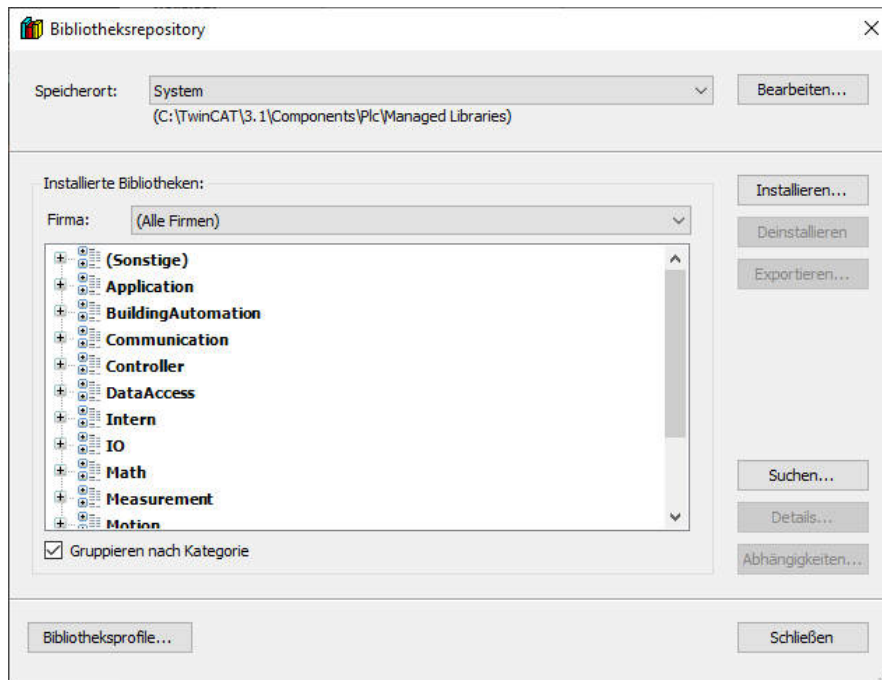 Bibliotheksrepository
Speicherort:
System
Bearbeiten...
(C:\TwinCAT\3.1\Components\Plc\Managed Libraries)
Installierte Bibliotheken:
Installieren...
Firma:
(Alle Firmen)
Deinstallieren
(Sonstige)
Exportieren...
Application
BuildingAutomation
Communication
Controller
DataAccess
Intern
IO
Math
Suchen...
Measurement
Motion
Details...
Gruppieren nach Kategorie
Abhängigkeiten...
Bibliotheksprofile...
Schließen